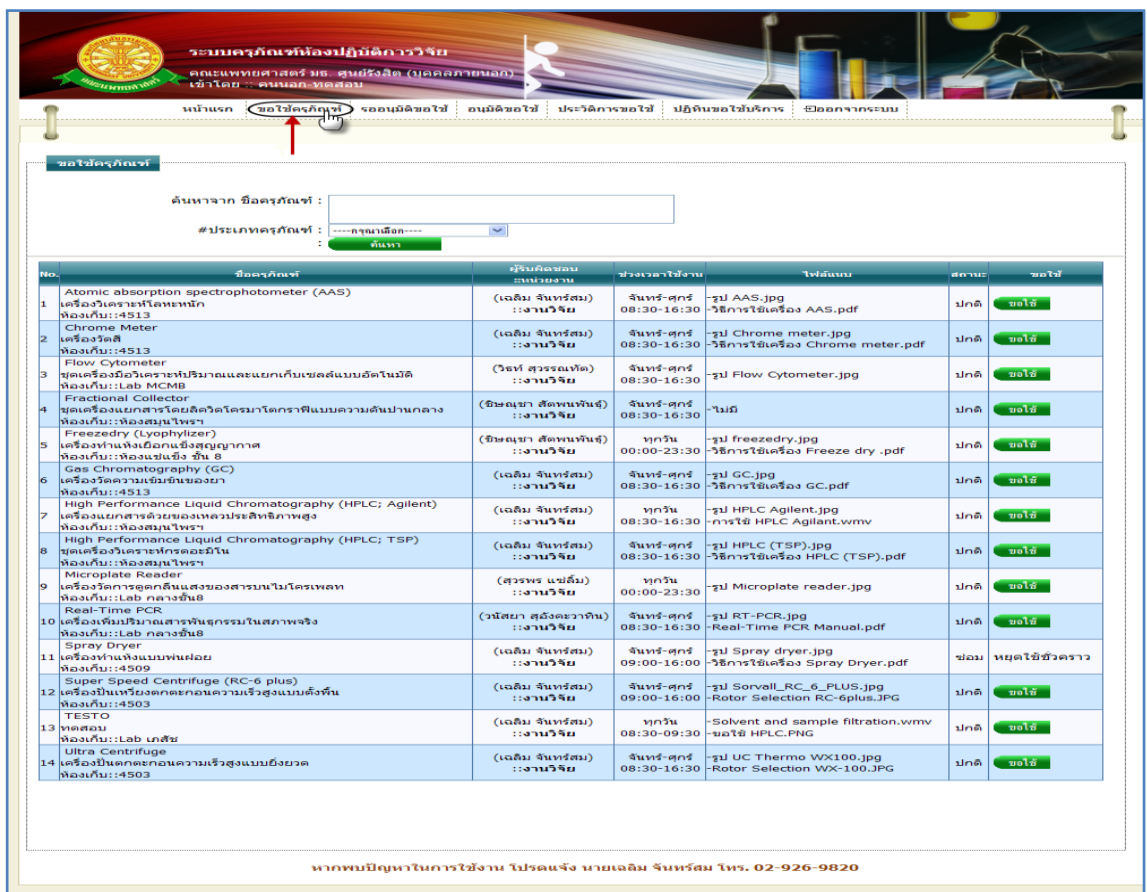 ระบบครุภัณฑ์ห้องปฏิบัติการวิจัย
คณะแพทยศาสตร์ มธ. ศูนย์รังสิต (บุคคลภายนอก)
เข้าโดย :: คนนอก-ทดสอบ
คณะแพทยศาสตร์
หน้าแรก ขอใช้ครุภัณฑ์ รออนุมัติขอใช้ อนุมัติขอใช้ ประวัติการขอใช้ ปฏิทินขอใช้บริการ ออกจากระบบ
ขอใช้ครุภัณฑ์
ค้นหาจาก ชื่อครุภัณฑ์ :
#ประเภทครุภัณฑ์ : ----กรุณาเลือก----
: ค้นหา
No. ชื่อครุภัณฑ์ ผู้รับผิดชอบ ::หน่วยงาน ช่วงเวลาใช้งาน ไฟล์แนบ สถานะ ขอใช้
Atomic absorption spectrophotometer (AAS) (เฉลิม จันทร์สม) จันทร์-ศุกร์ -รูป AAS.jpg
1 เครื่องวิเคราะห์โลหะหนัก ::งานวิจัย 08:30-16:30 -วิธีการใช้เครื่อง AAS.pdf ปกติ ขอใช้
ห้องเก็บ::4513
Chrome Meter (เฉลิม จันทร์สม) จันทร์-ศุกร์ -รูป Chrome meter.jpg
2 เครื่องวัดสี ::งานวิจัย 08:30-16:30 -วิธีการใช้เครื่อง Chrome meter.pdf ปกติ ขอใช้
ห้องเก็บ::4513
Flow Cytometer (วิธท์ สุวรรณทัต) จันทร์-ศุกร์
3 ชุดเครื่องมือวิเคราะห์ปริมาณและแยกเก็บเซลล์แบบอัตโนมัติ ::งานวิจัย 08:30-16:30 -รูป Flow Cytometer.jpg ปกติ ขอใช้
ห้องเก็บ::Lab MCMB
Fractional Collector (ชิษณุชา สัตพนพันธุ์) จันทร์-ศุกร์
4 ชุดเครื่องแยกสารโดยลิควิดโครมาโตกราฟีแบบความดันปานกลาง ::งานวิจัย 08:30-16:30 -ไม่มี ปกติ ขอใช้
ห้องเก็บ::ห้องสมุนไพรฯ
Freezedry (Lyophylizer) (ชิษณุชา สัตพนพันธุ์) ทุกวัน -รูป freezedry.jpg
5 เครื่องทำแห้งเยือกแข็งสุญญากาศ ::งานวิจัย 00:00-23:30 -วิธีการใช้เครื่อง Freeze dry .pdf ปกติ ขอใช้
ห้องเก็บ::ห้องแช่แข็ง ชั้น 8
Gas Chromatography (GC) (เฉลิม จันทร์สม) จันทร์-ศุกร์ -รูป GC.jpg
6 เครื่องวัดความเข้มข้นของยา ::งานวิจัย 08:30-16:30 -วิธีการใช้เครื่อง GC.pdf ปกติ ขอใช้
ห้องเก็บ::4513
High Performance Liquid Chromatography (HPLC; Agilent) (เฉลิม จันทร์สม) ทุกวัน -รูป HPLC Agilent.jpg
7 เครื่องแยกสารด้วยของเหลวประสิทธิภาพสูง ::งานวิจัย 08:30-16:30 -การใช้ HPLC Agilant.wmv ปกติ ขอใช้
ห้องเก็บ::ห้องสมุนไพรฯ
High Performance Liquid Chromatography (HPLC; TSP) (เฉลิม จันทร์สม) จันทร์-ศุกร์ -รูป HPLC (TSP).jpg
8 ชุดเครื่องวิเคราะห์กรดอะมิโน ::งานวิจัย 08:30-16:30 -วิธีการใช้เครื่อง HPLC (TSP).pdf ปกติ ขอใช้
ห้องเก็บ::ห้องสมุนไพรฯ
Microplate Reader (สุวรพร แซ่ลิ้ม) ทุกวัน
9 เครื่องวัดการดูดกลืนแสงของสารบนไมโครเพลท ::งานวิจัย 00:00-23:30 -รูป Microplate reader.jpg ปกติ ขอใช้
ห้องเก็บ::Lab กลางชั้น8
Real-Time PCR (วนัสยา สุอังคะวาทิน) จันทร์-ศุกร์ -รูป RT-PCR.jpg
10 เครื่องเพิ่มปริมาณสารพันธุกรรมในสภาพจริง ::งานวิจัย 08:30-16:30 -Real-Time PCR Manual.pdf ปกติ ขอใช้
ห้องเก็บ::Lab กลางชั้น8
Spray Dryer (เฉลิม จันทร์สม) จันทร์-ศุกร์ -รูป Spray dryer.jpg
11 เครื่องทำแห้งแบบพ่นฝอย ::งานวิจัย 09:00-16:00 -วิธีการใช้เครื่อง Spray Dryer.pdf ซ่อม หยุดใช้ชั่วคราว
ห้องเก็บ::4509
Super Speed Centrifuge (RC-6 plus) (เฉลิม จันทร์สม) จันทร์-ศุกร์ -รูป Sorvall_RC_6_PLUS.jpg
12 เครื่องปั่นเหวี่ยงตกตะกอนความเร็วสูงแบบตั้งพื้น ::งานวิจัย 09:00-16:00 -Rotor Selection RC-6plus.JPG ปกติ ขอใช้
ห้องเก็บ::4503
TESTO (เฉลิม จันทร์สม) ทุกวัน -Solvent and sample filtration.wmv
13 ทดสอบ ::งานวิจัย 08:30-09:30 -ขอใช้ HPLC.PNG ปกติ ขอใช้
ห้องเก็บ::Lab เภสัช
Ultra Centrifuge (เฉลิม จันทร์สม) จันทร์-ศุกร์ -รูป UC Thermo WX100.jpg
14 เครื่องปั่นตกตะกอนความเร็วสูงแบบยิ่งยวด ::งานวิจัย 08:30-16:30 -Rotor Selection WX-100.JPG ปกติ ขอใช้
ห้องเก็บ::4503
หากพบปัญหาในการใช้งาน โปรดแจ้ง นายเฉลิม จันทร์สม โทร. 02-926-9820